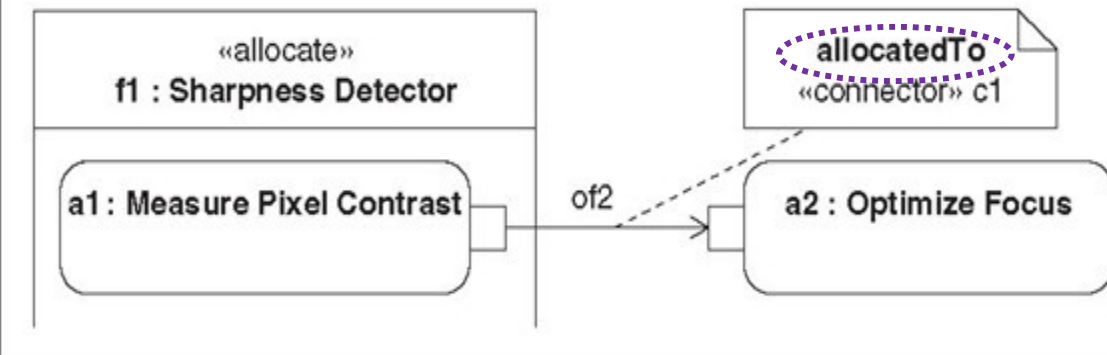 «allocate»
f1 : Sharpness Detector
allocatedTo
«connector» c1
a1 : Measure Pixel Contrast
of2
a2 : Optimize Focus